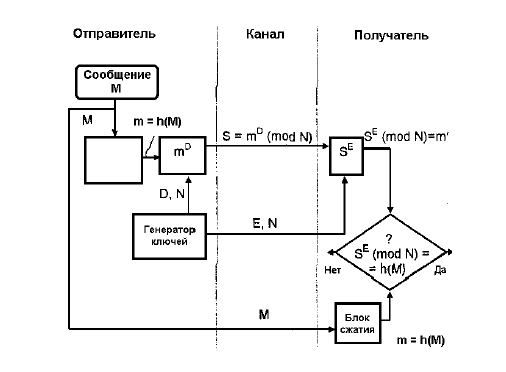 Отправитель
Канал
Получатель
Сообщение
М
М
m = h(M)
S = m^D (mod N)
S^E (mod N)=m'
m^D
S^E
D, N
Генератор
ключей
E, N
?
S^E (mod N) =
= h(M)
Нет
Да
М
Блок
сжатия
m = h(M)